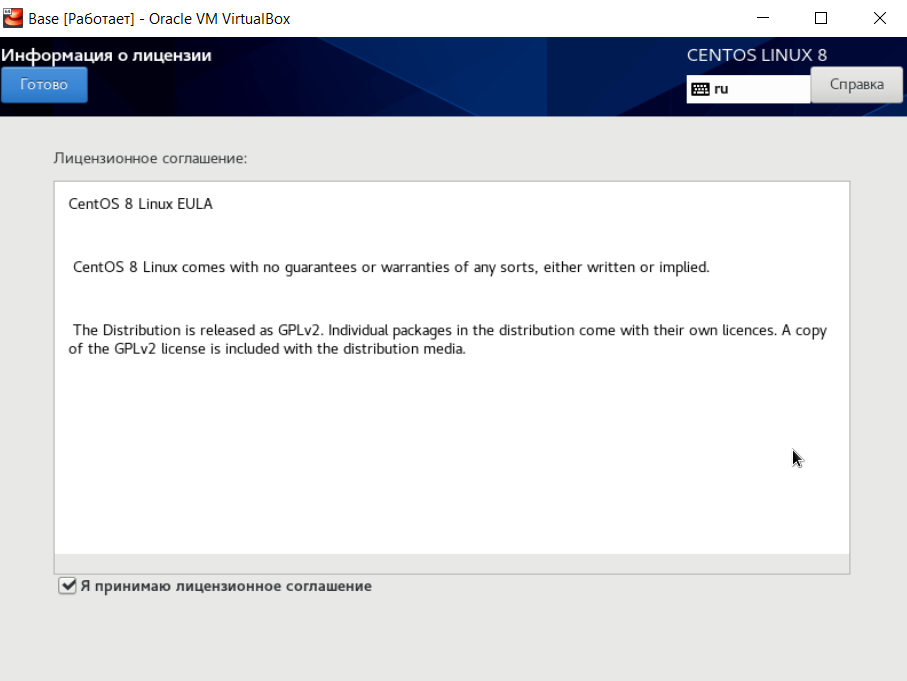 Base [Работает] - Oracle VM VirtualBox
Информация о лицензии
CENTOS LINUX 8
Готово
ru
Справка
Лицензионное соглашение:
CentOS 8 Linux EULA
CentOS 8 Linux comes with no guarantees or warranties of any sorts, either written or implied.
The Distribution is released as GPLv2. Individual packages in the distribution come with their own licences. A copy
of the GPLv2 license is included with the distribution media.
Я принимаю лицензионное соглашение